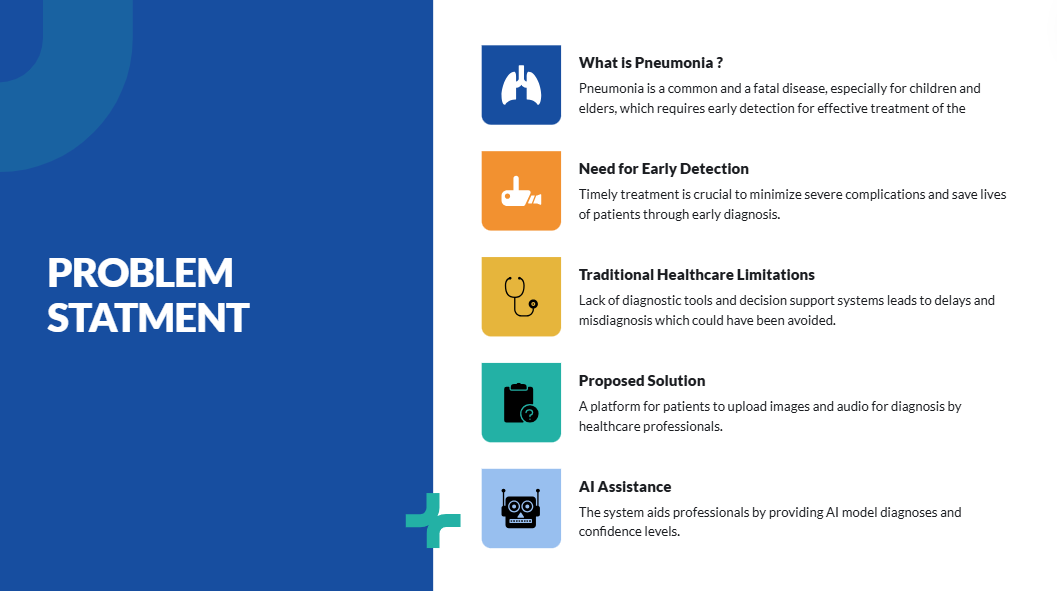 PROBLEM
STATMENT
What is Pneumonia ?
Pneumonia is a common and a fatal disease, especially for children and
elders, which requires early detection for effective treatment of the
Need for Early Detection
Timely treatment is crucial to minimize severe complications and save lives
of patients through early diagnosis.
Traditional Healthcare Limitations
Lack of diagnostic tools and decision support systems leads to delays and
misdiagnosis which could have been avoided.
Proposed Solution
A platform for patients to upload images and audio for diagnosis by
healthcare professionals.
AI Assistance
The system aids professionals by providing AI model diagnoses and
confidence levels.